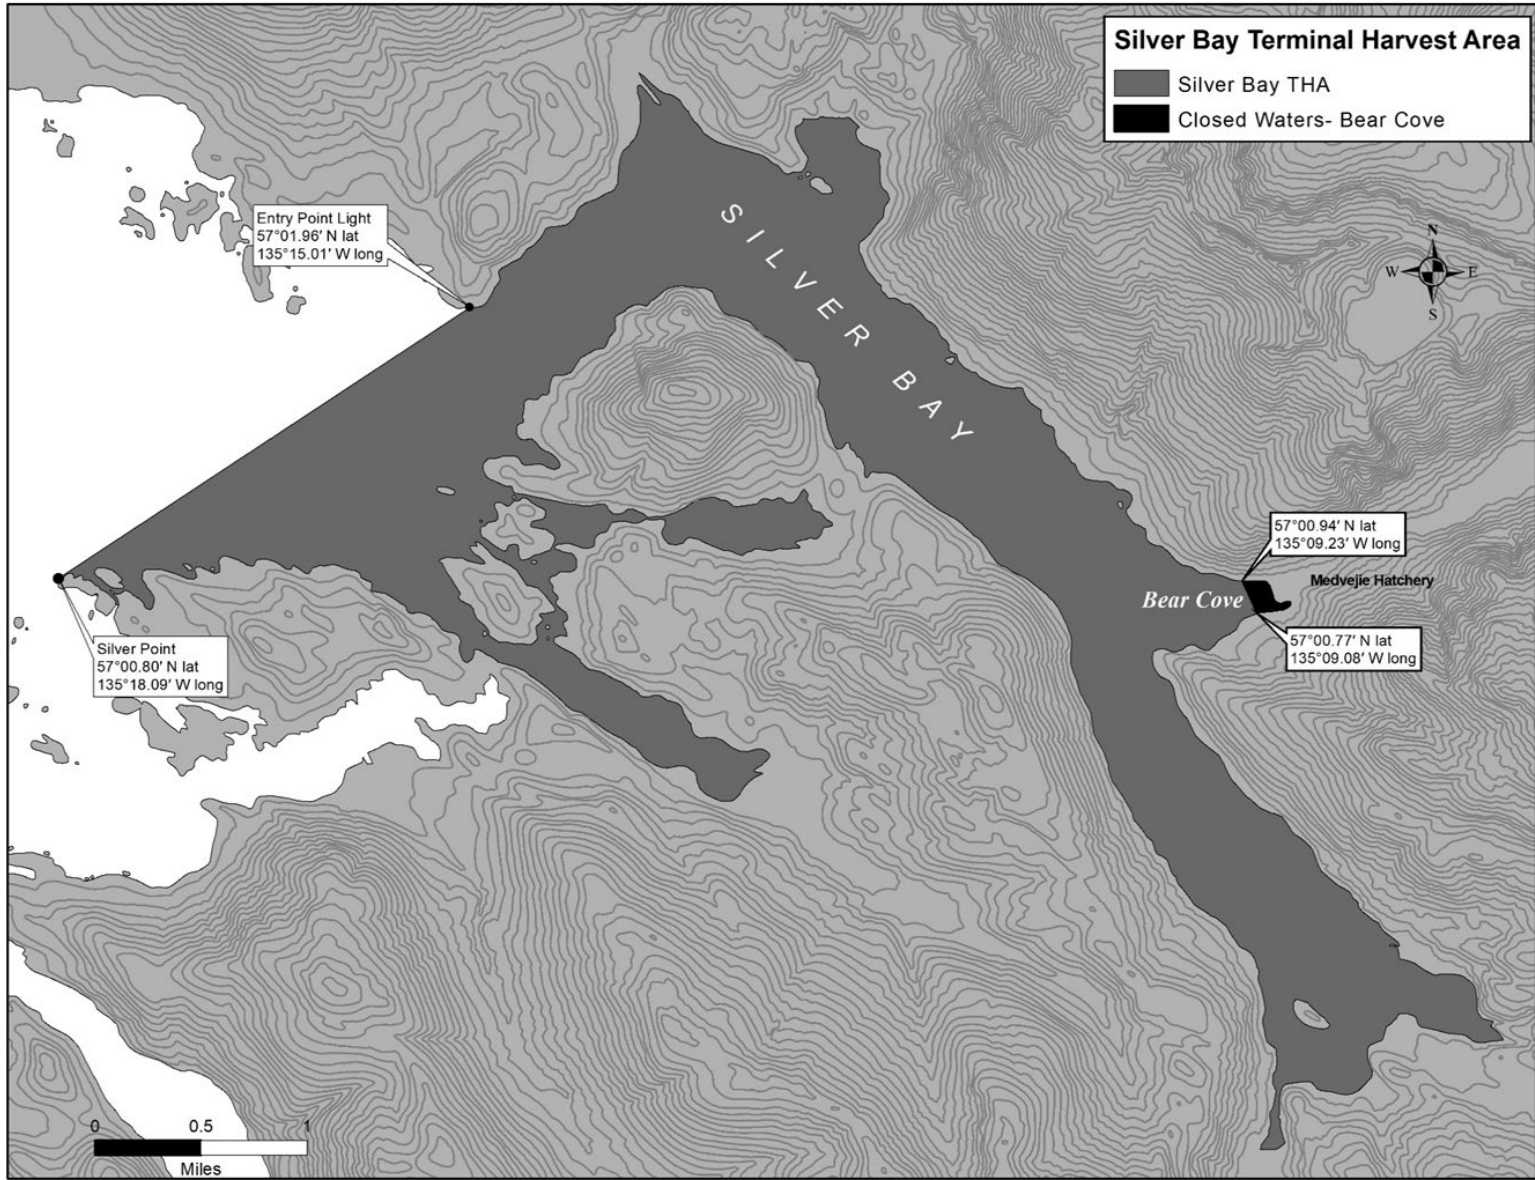 Silver Bay Terminal Harvest Area
Silver Bay THA
Closed Waters- Bear Cove
Entry Point Light
57°01.96′ N lat
135°15.01′ W long
SILVER BAY
N
W E
S
57°00.94′ N lat
135°09.23′ W long
Medvejie Hatchery
Bear Cove
57°00.77′ N lat
135°09.08′ W long
Silver Point
57°00.80′ N lat
135°18.09′ W long
0 0.5 1
Miles